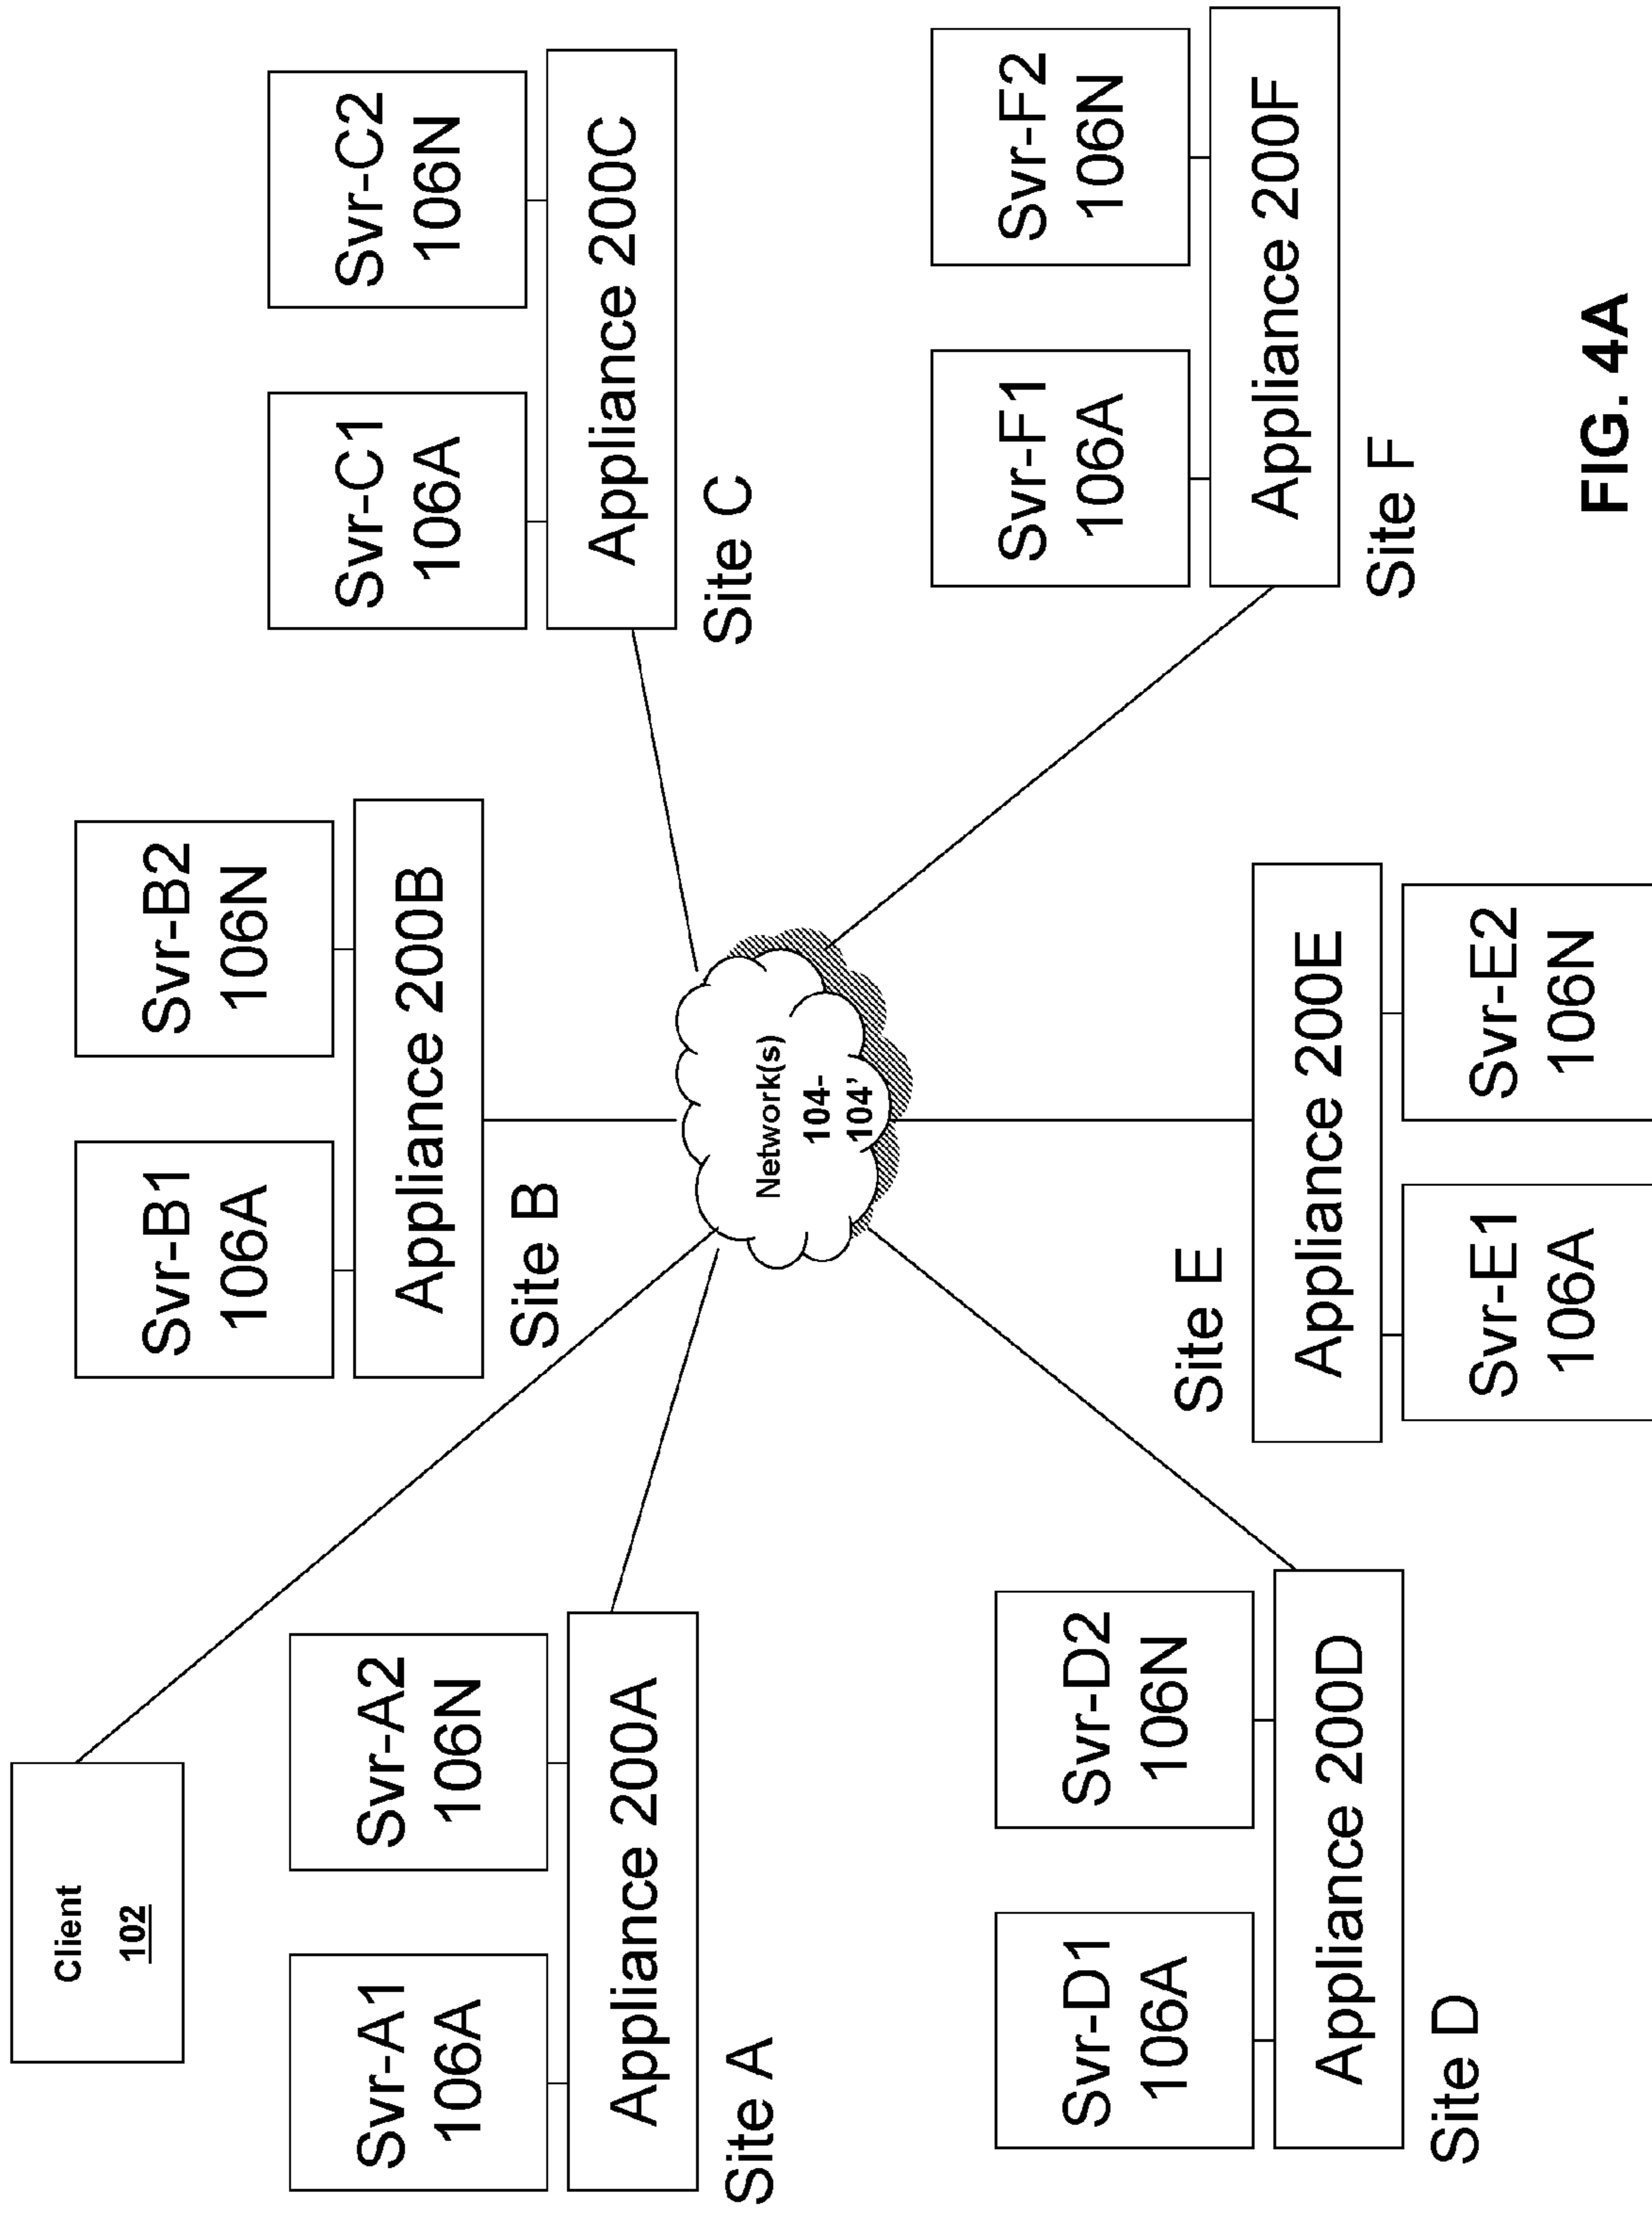 Client
102
Svr-B1
106A
Svr-B2
106N
Appliance 200B
Site B
Svr-C1
106A
Svr-C2
106N
Appliance 200C
Site C
Svr-A1
106A
Svr-A2
106N
Appliance 200A
Site A
Network(s)
104-
104’
Svr-D1
106A
Svr-D2
106N
Appliance 200D
Site D
Site E
Appliance 200E
Svr-E1
106A
Svr-E2
106N
Svr-F1
106A
Svr-F2
106N
Appliance 200F
Site F
FIG. 4A